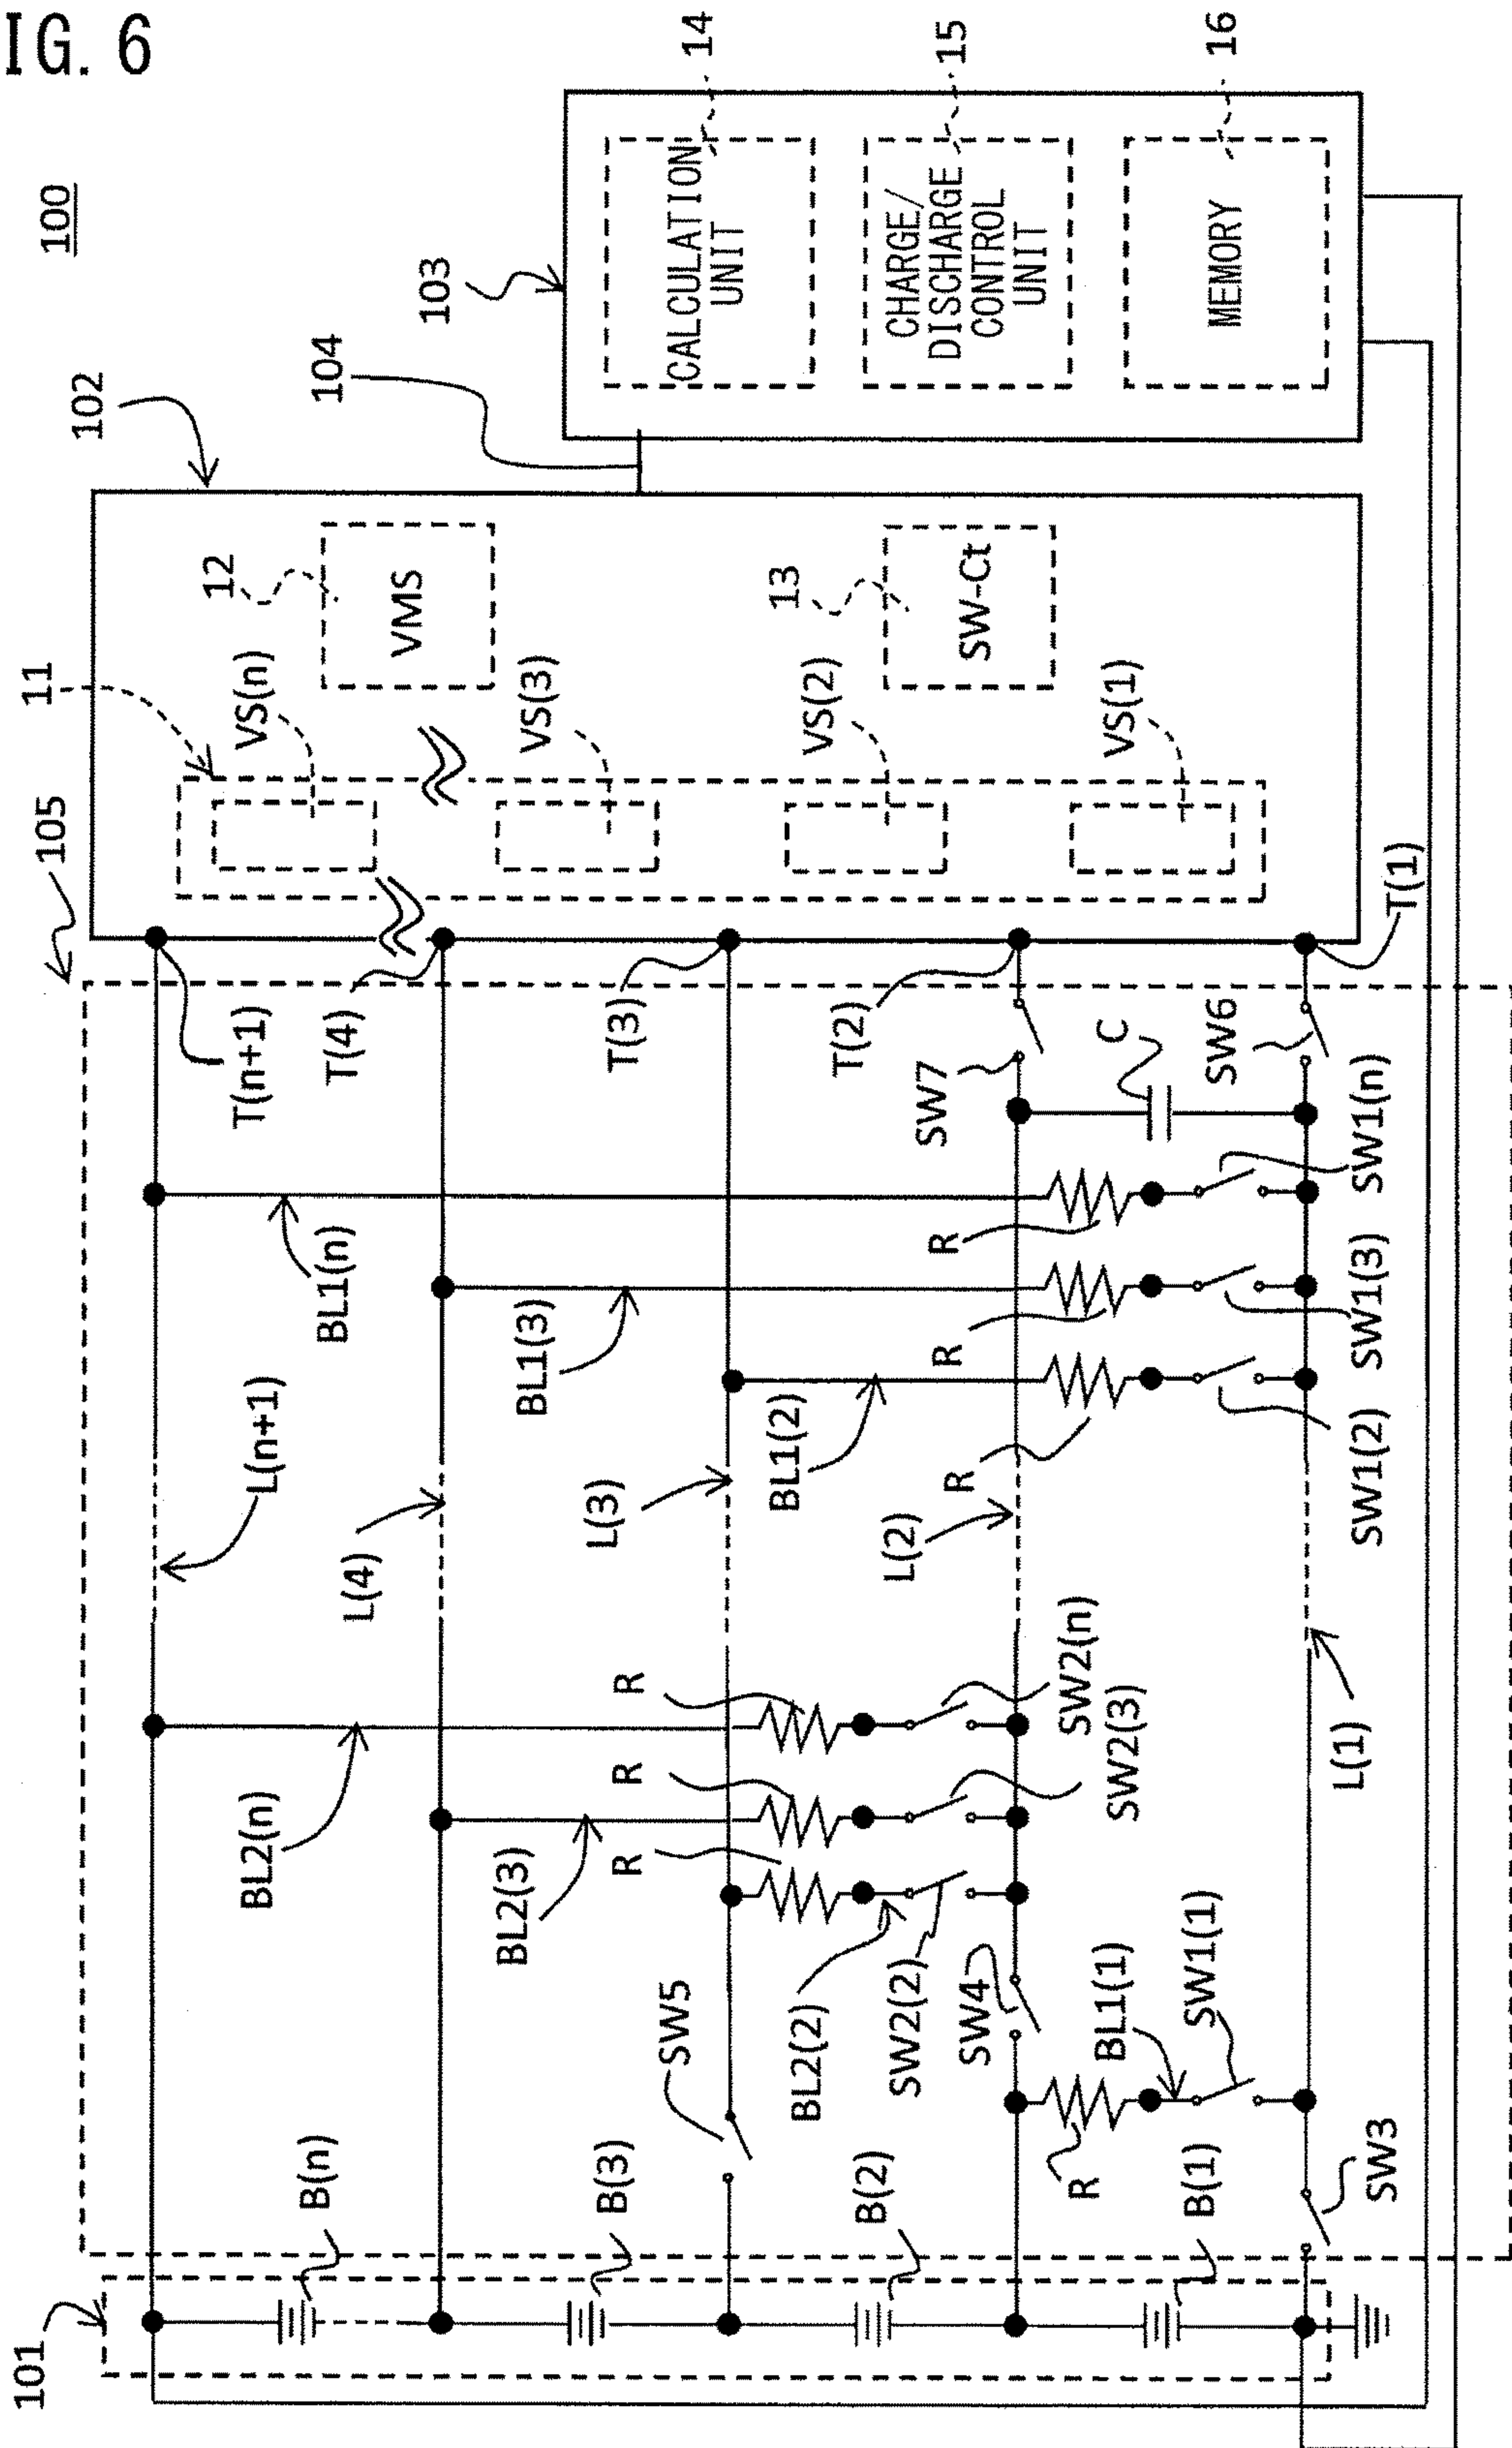 IG. 6
100
101
105
11
102
104
103
14
15
16
CALCULATION
UNIT
CHARGE/
DISCHARGE
CONTROL
UNIT
MEMORY
12
VMS
13
SW-Ct
VS(n)
VS(3)
VS(2)
VS(1)
T(n+1)
T(4)
T(3)
T(2)
T(1)
SW7
C
SW6
BL1(n)
BL1(3)
BL1(2)
R
R
R
SW1(n)
SW1(3)
SW1(2)
L(n+1)
L(4)
L(3)
L(2)
L(1)
BL2(n)
BL2(3)
BL2(2)
R
R
R
SW2(n)
SW2(3)
SW2(2)
SW5
SW4
BL1(1)
SW1(1)
R
SW3
B(n)
B(3)
B(2)
B(1)